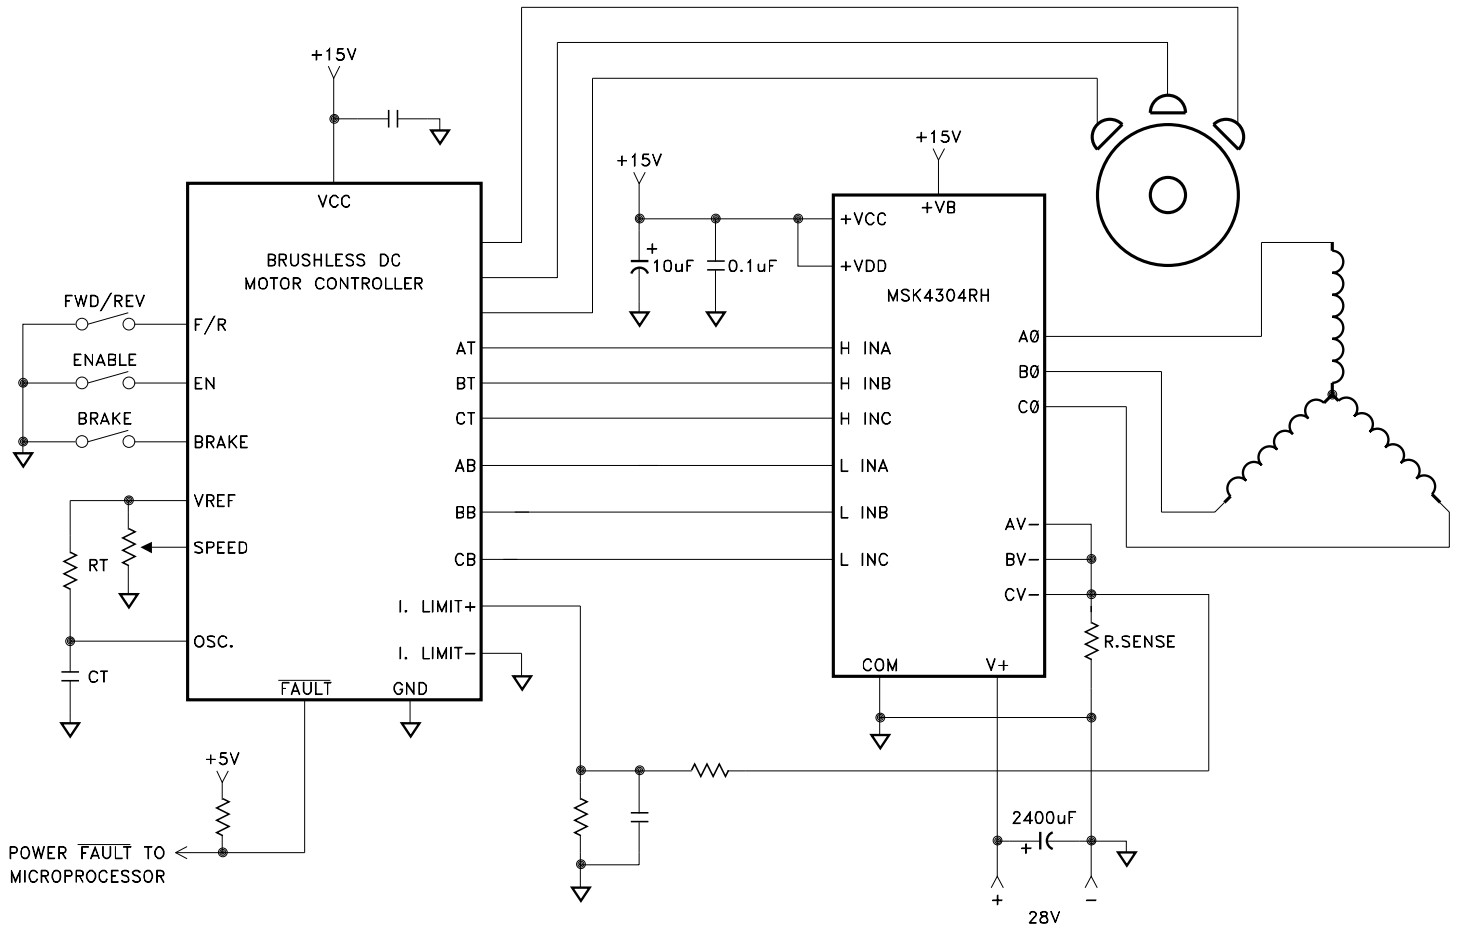 +15V
VCC
BRUSHLESS DC
MOTOR CONTROLLER
FWD/REV
F/R
ENABLE
EN
BRAKE
BRAKE
VREF
SPEED
RT
OSC.
CT
FAULT
GND
AT
BT
CT
AB
BB
CB
I. LIMIT+
I. LIMIT-
+5V
POWER FAULT TO
MICROPROCESSOR
+15V
+
10uF
0.1uF
+15V
+VB
+VCC
+VDD
MSK4304RH
H INA
H INB
H INC
L INA
L INB
L INC
AØ
BØ
CØ
AV-
BV-
CV-
R.SENSE
COM
V+
2400uF
+
+
-
28V